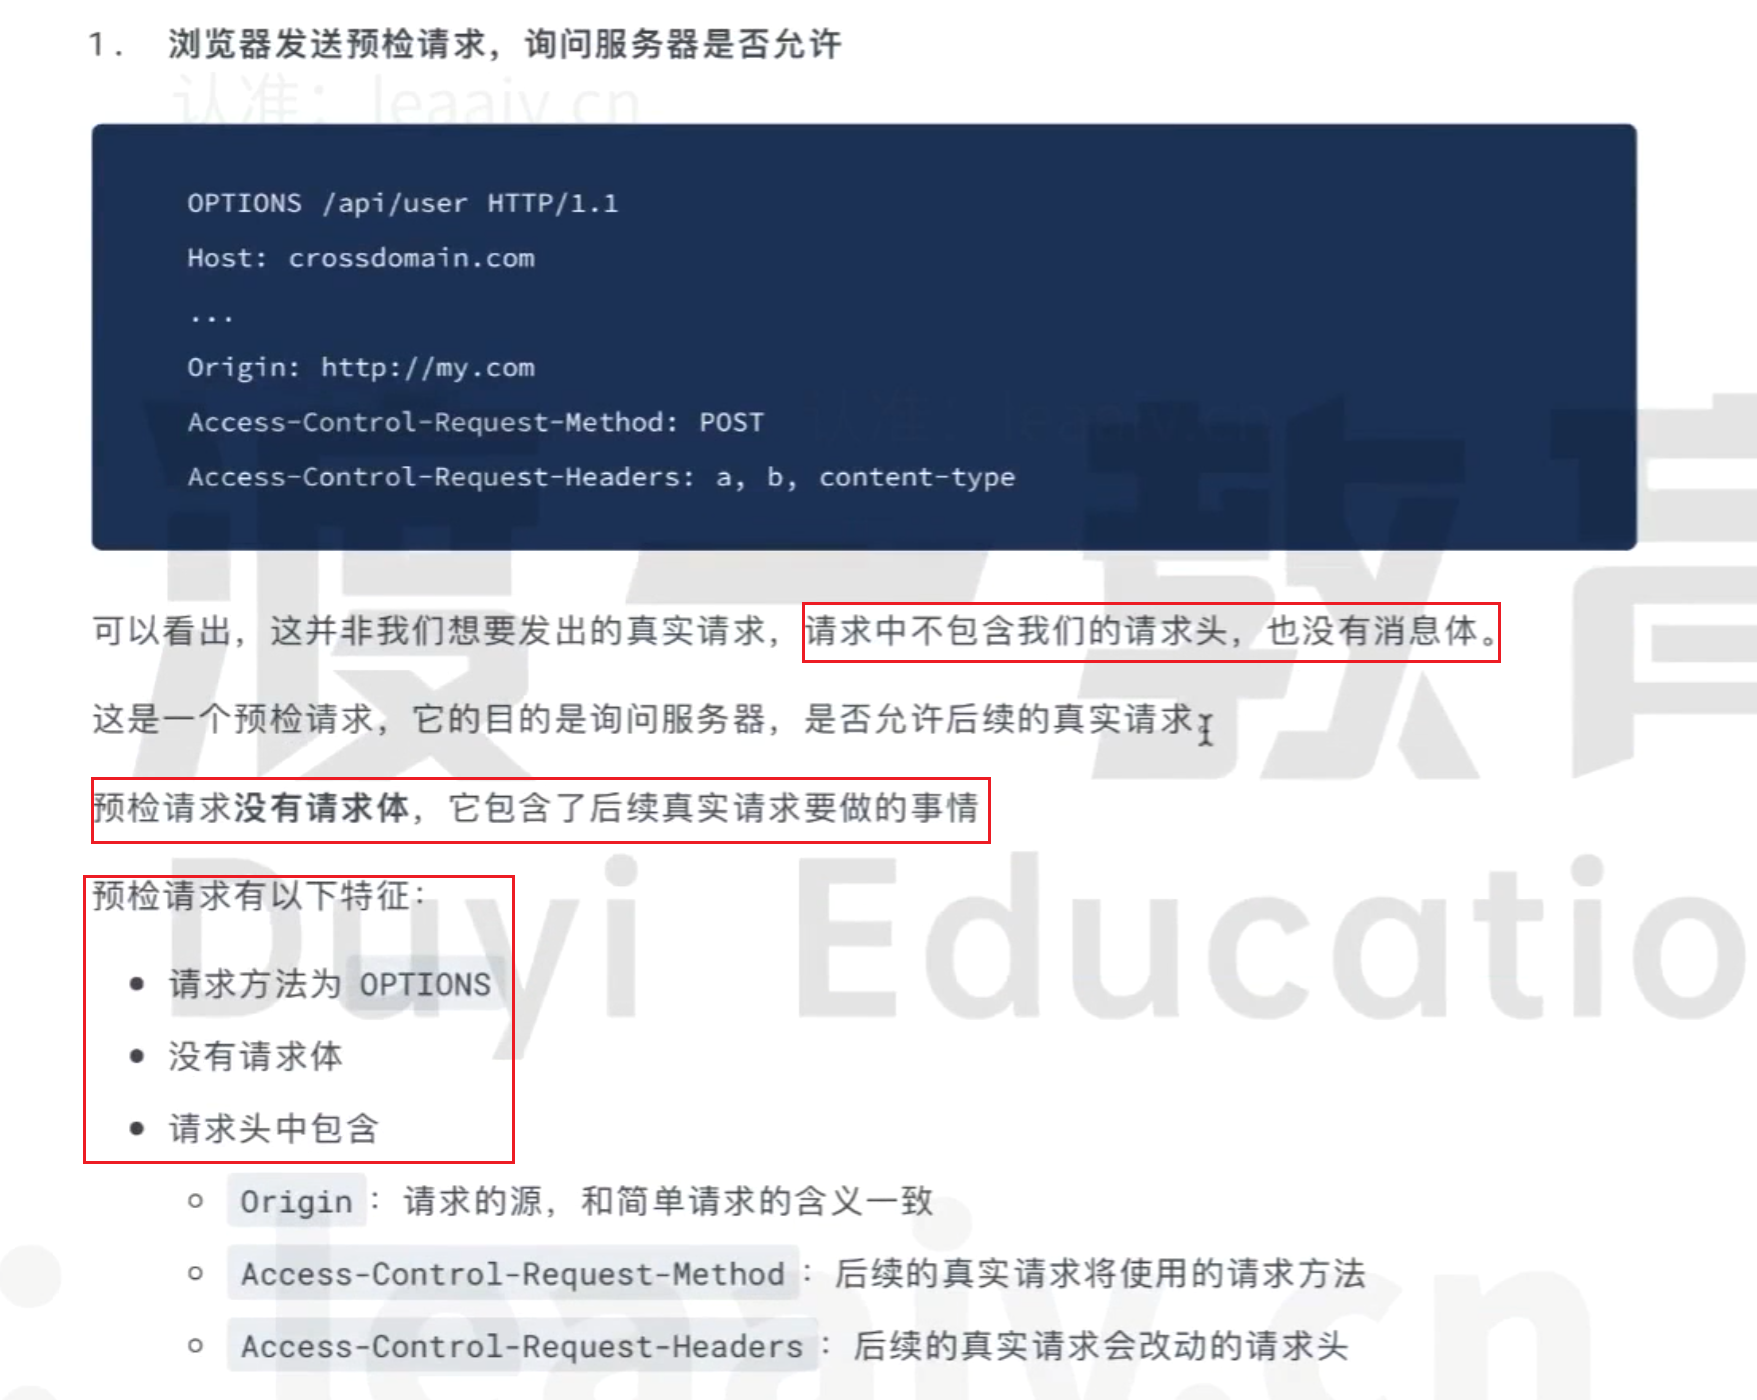 1. 浏览器发送预检请求，询问服务器是否允许
认准：leaaiv.cn
OPTIONS /api/user HTTP/1.1
Host: crossdomain.com
...
Origin: http://my.com
Access-Control-Request-Method: POST
Access-Control-Request-Headers: a, b, content-type
可以看出，这并非我们想要发出的真实请求，请求中不包含我们的请求头，也没有消息体。
这是一个预检请求，它的目的是询问服务器，是否允许后续的真实请求。
预检请求没有请求体，它包含了后续真实请求要做的事情
预检请求有以下特征：
• 请求方法为 OPTIONS
• 没有请求体
• 请求头中包含
○ Origin：请求的源，和简单请求的含义一致
○ Access-Control-Request-Method：后续的真实请求将使用的请求方法
○ Access-Control-Request-Headers：后续的真实请求会改动的请求头
渡一教育
Duyi Educatio
认准：leaaiv.cn
: leaaiv.cn